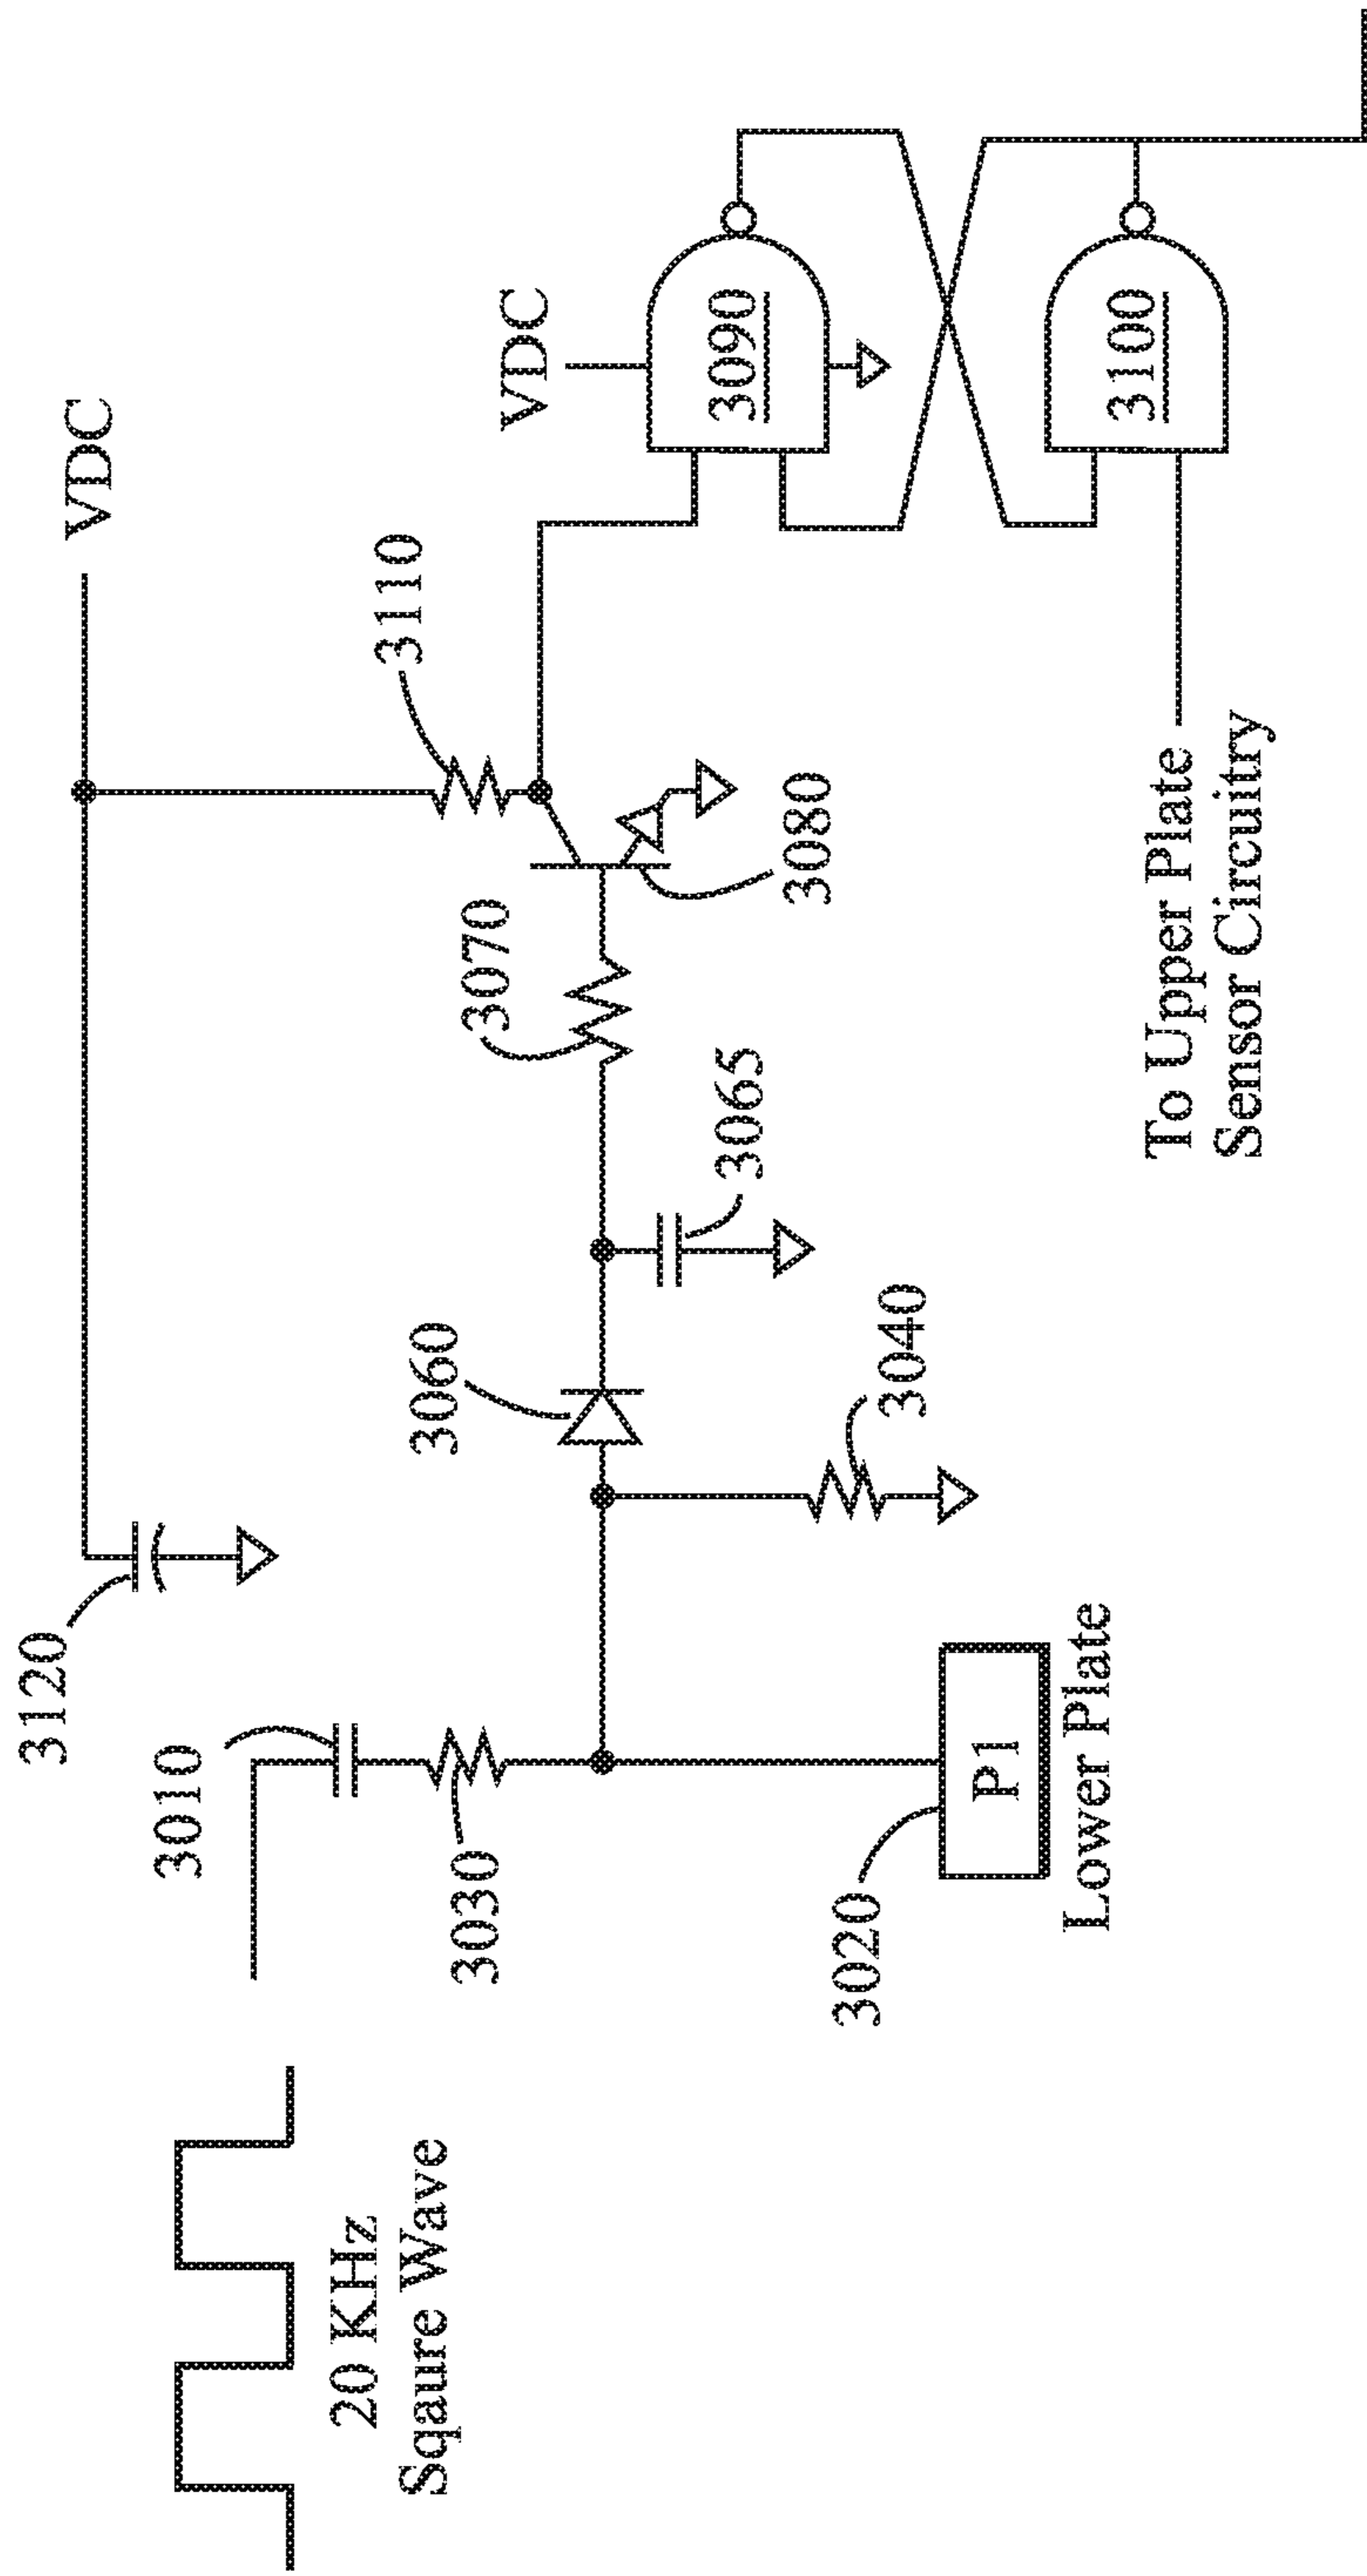 20 KHz
Sqaure Wave
3120
3010
3030
3020
P1
Lower Plate
3060
3040
3065
3070
3080
3110
VDC
VDC
3090
3100
To Upper Plate
Sensor Circuitry